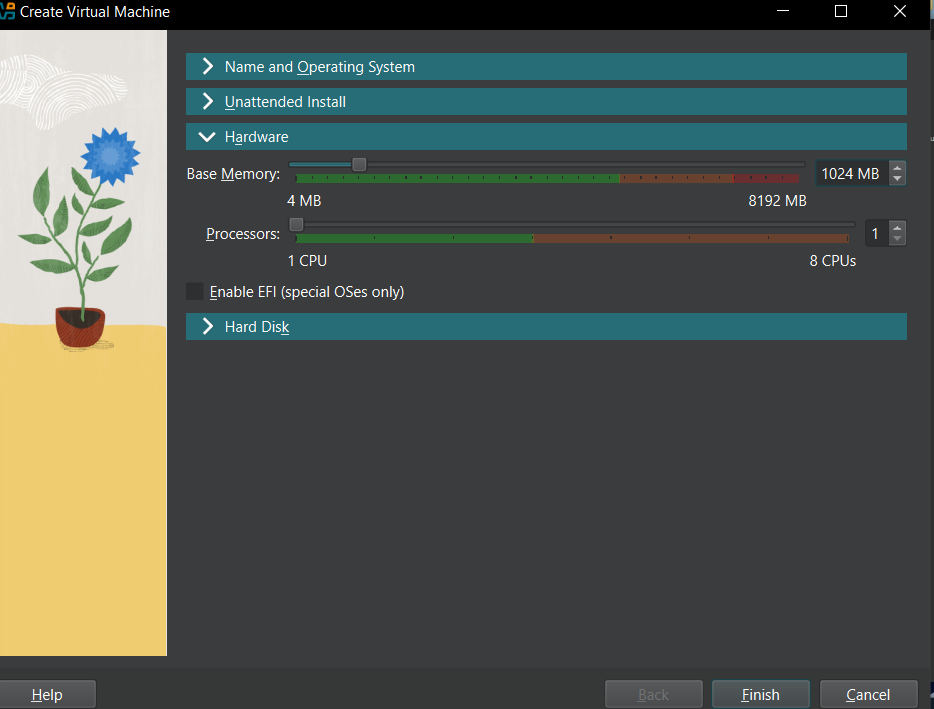 Create Virtual Machine
Name and Operating System
Unattended Install
Hardware
Base Memory: 1024 MB
4 MB 8192 MB
Processors: 1
1 CPU 8 CPUs
Enable EFI (special OSes only)
Hard Disk
Help Back Finish Cancel